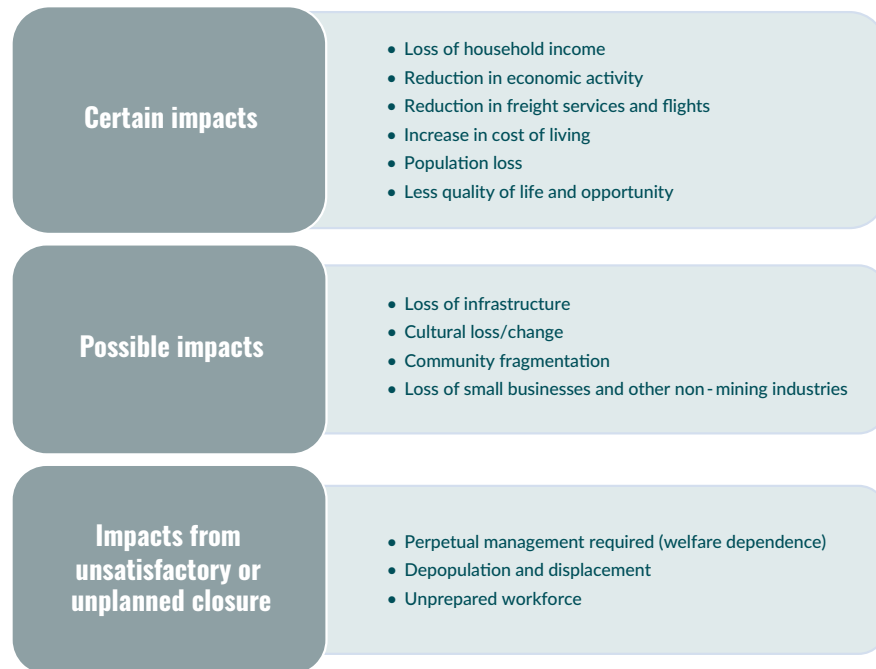 Certain impacts
• Loss of household income
• Reduction in economic activity
• Reduction in freight services and flights
• Increase in cost of living
• Population loss
• Less quality of life and opportunity
Possible impacts
• Loss of infrastructure
• Cultural loss/change
• Community fragmentation
• Loss of small businesses and other non-mining industries
Impacts from
unsatisfactory or
unplanned closure
• Perpetual management required (welfare dependence)
• Depopulation and displacement
• Unprepared workforce